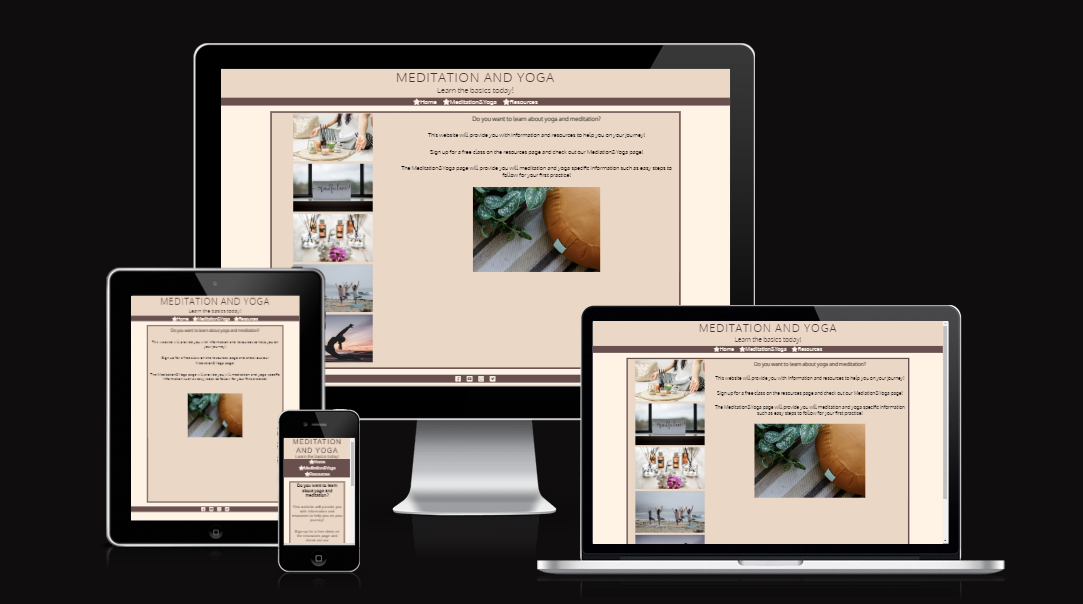 MEDITATION AND YOGA
Learn the basics today!
Home Meditation&Yoga Resources
Do you want to learn about yoga and meditation?
This website will provide you with information and resources to help you on your journey!
Sign up for a free class on the resources page and check out our Meditation&Yoga page!
The Meditation&Yoga page will provide you will meditation and yoga specific information such as easy steps to
follow for your first practice!
mindfulness
MEDITATION AND YOGA
Learn the basics today!
Home Meditation&Yoga Resources
Do you want to learn about yoga and meditation?
This website will provide you with information and resources to help you on
your journey!
Sign up for a free class on the resources page and check out our
Meditation&Yoga page!
The Meditation&Yoga page will provide you will meditation and yoga specific
information such as easy steps to follow for your first practice!
MEDITATION
AND YOGA
Learn the basics today!
Home
Meditation&Yoga
Resources
Do you want to learn
about yoga and
meditation?
This website will provide you
with information and
resources to help you on your
journey!
Sign up for a free class on
the resources page and
check out our
MEDITATION AND YOGA
Learn the basics today!
Home Meditation&Yoga Resources
Do you want to learn about yoga and meditation?
This website will provide you with information and resources to help you on your journey!
Sign up for a free class on the resources page and check out our Meditation&Yoga page!
The Meditation&Yoga page will provide you will meditation and yoga specific information
such as easy steps to follow for your first practice!
mindfulness